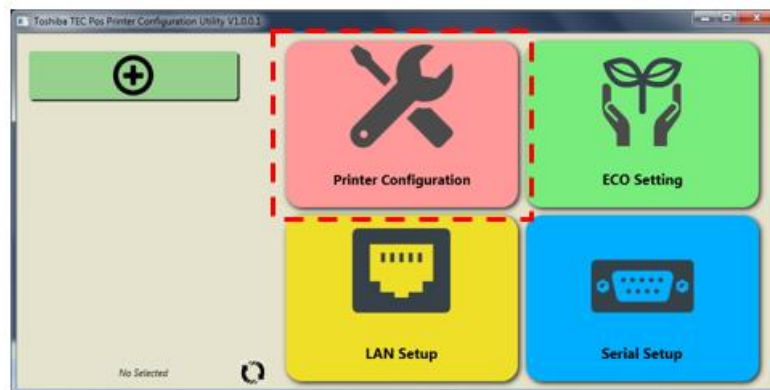 Toshiba TEC Pos Printer Configuration Utility V1.0.0.1
Printer Configuration
ECO Setting
LAN Setup
Serial Setup
No Selected